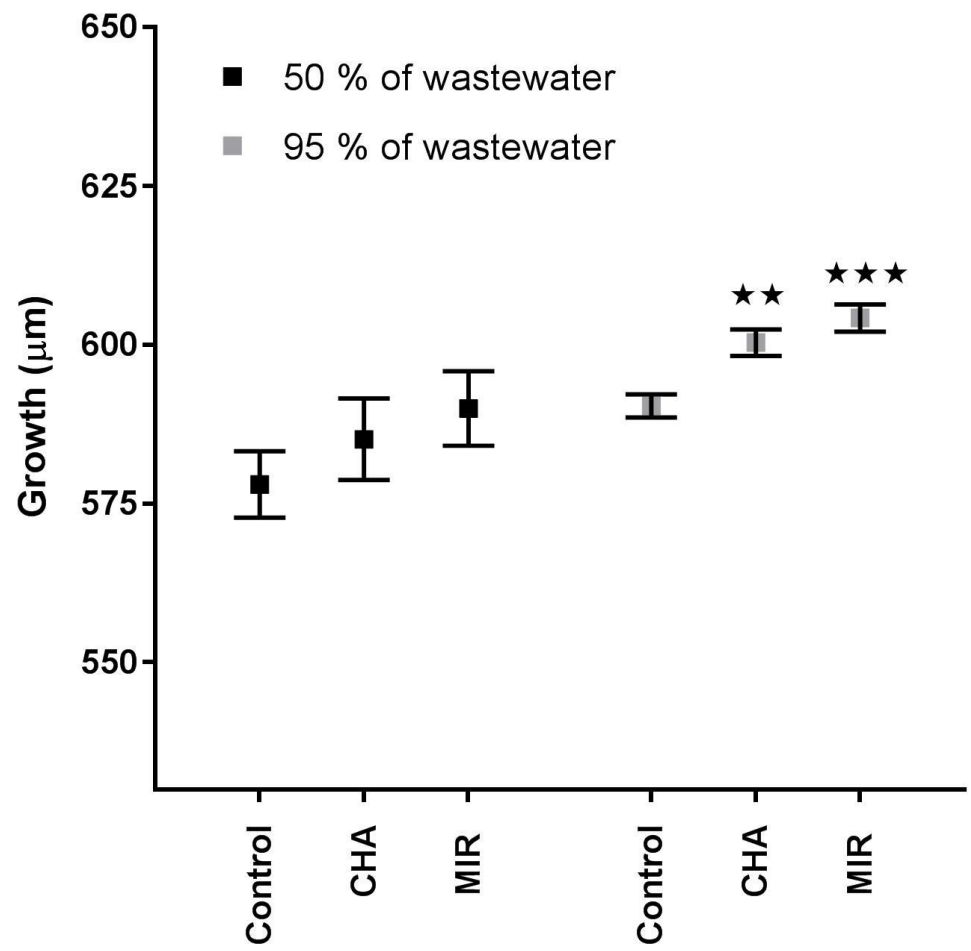 650
50 % of wastewater
95 % of wastewater
625
600
575
550
Growth (μm)
Control
CHA
MIR
Control
CHA
MIR